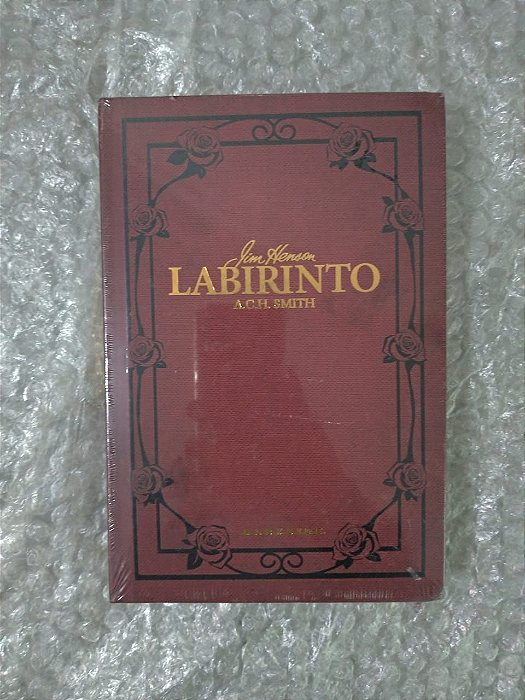 Jim Henson
LABIRINTO
A.C.H. SMITH